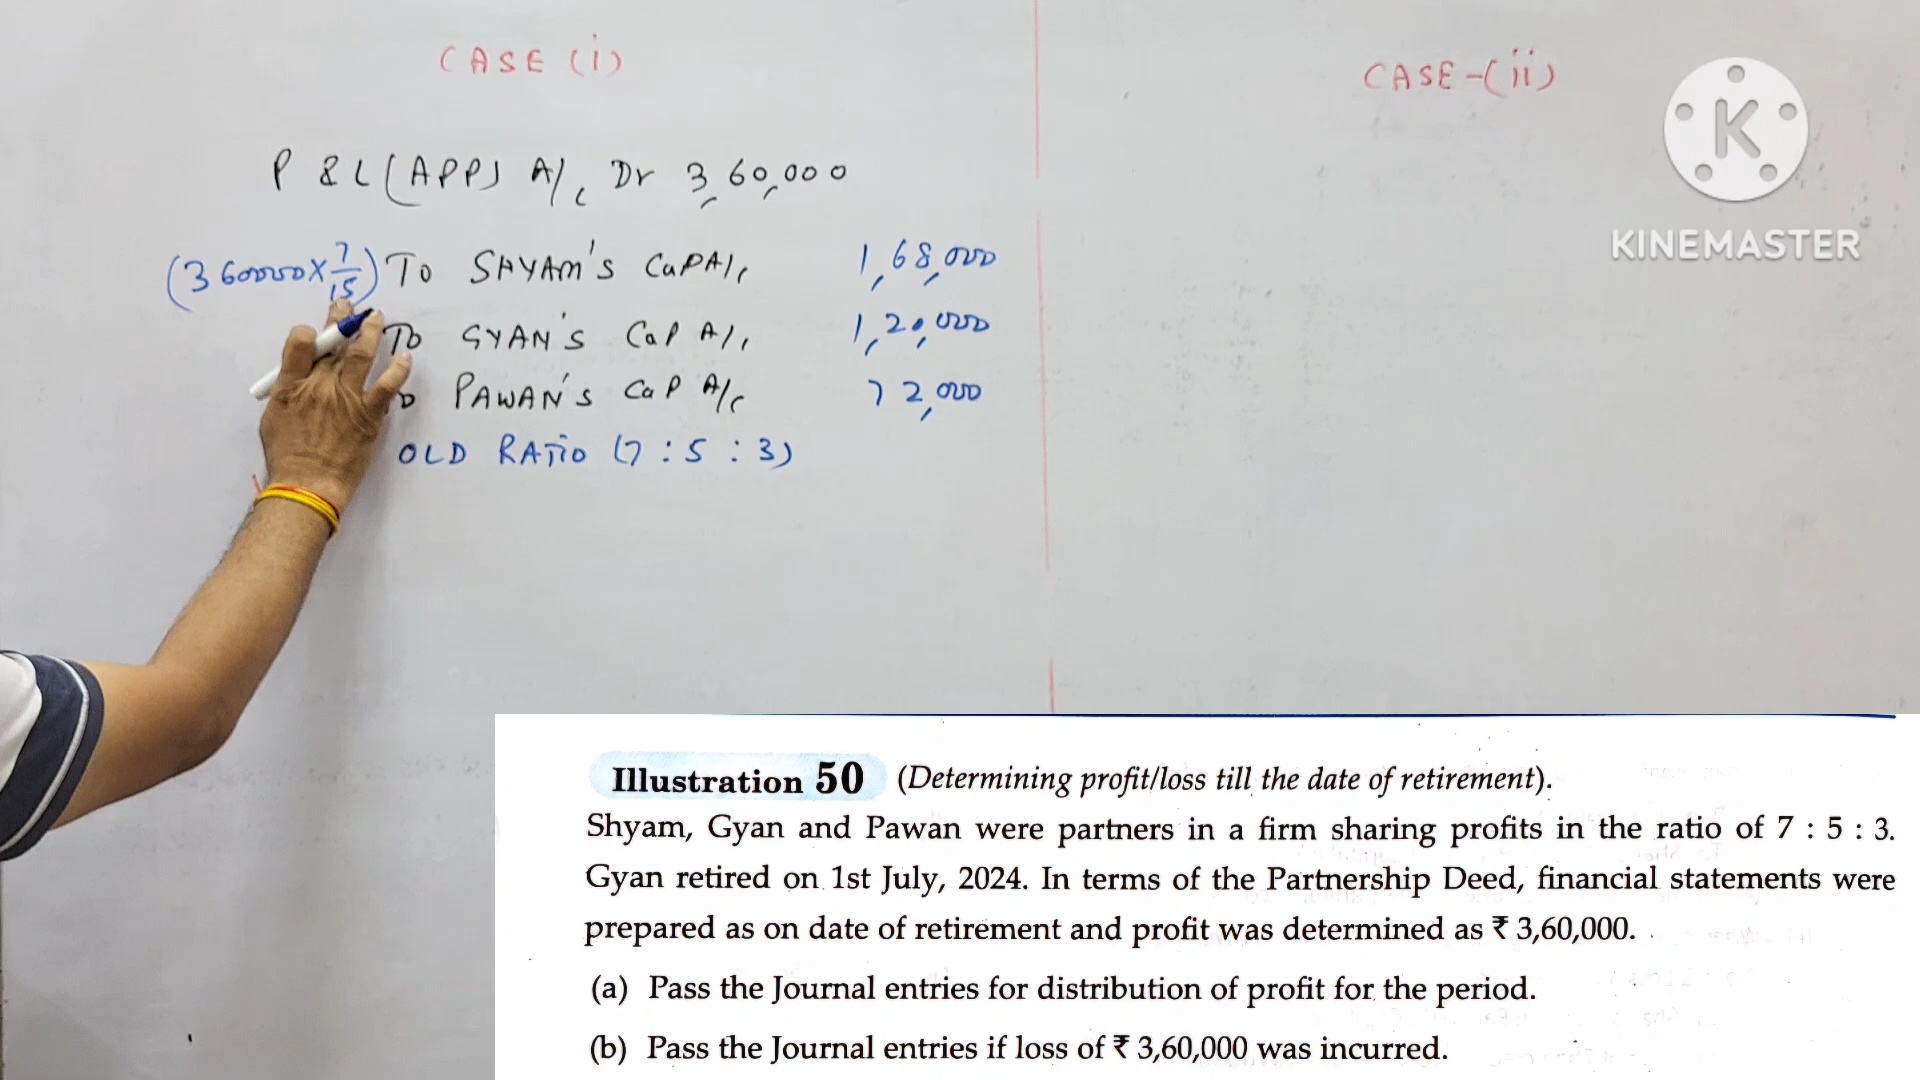 CASE (i)
P & L (APP) A/c Dr 3,60,000
(360000 X 7/15) To SHYAM'S CaPA/c 1,68,000
To GYAN'S CaP A/c 1,20,000
PAWAN'S CaP A/c 72,000
OLD RATIO (7 : 5 : 3)
CASE-(ii)
K
KINEMASTER
Illustration 50 (Determining profit/loss till the date of retirement).
Shyam, Gyan and Pawan were partners in a firm sharing profits in the ratio of 7 : 5 : 3.
Gyan retired on 1st July, 2024. In terms of the Partnership Deed, financial statements were
prepared as on date of retirement and profit was determined as ₹ 3,60,000.
(a) Pass the Journal entries for distribution of profit for the period.
(b) Pass the Journal entries if loss of ₹ 3,60,000 was incurred.